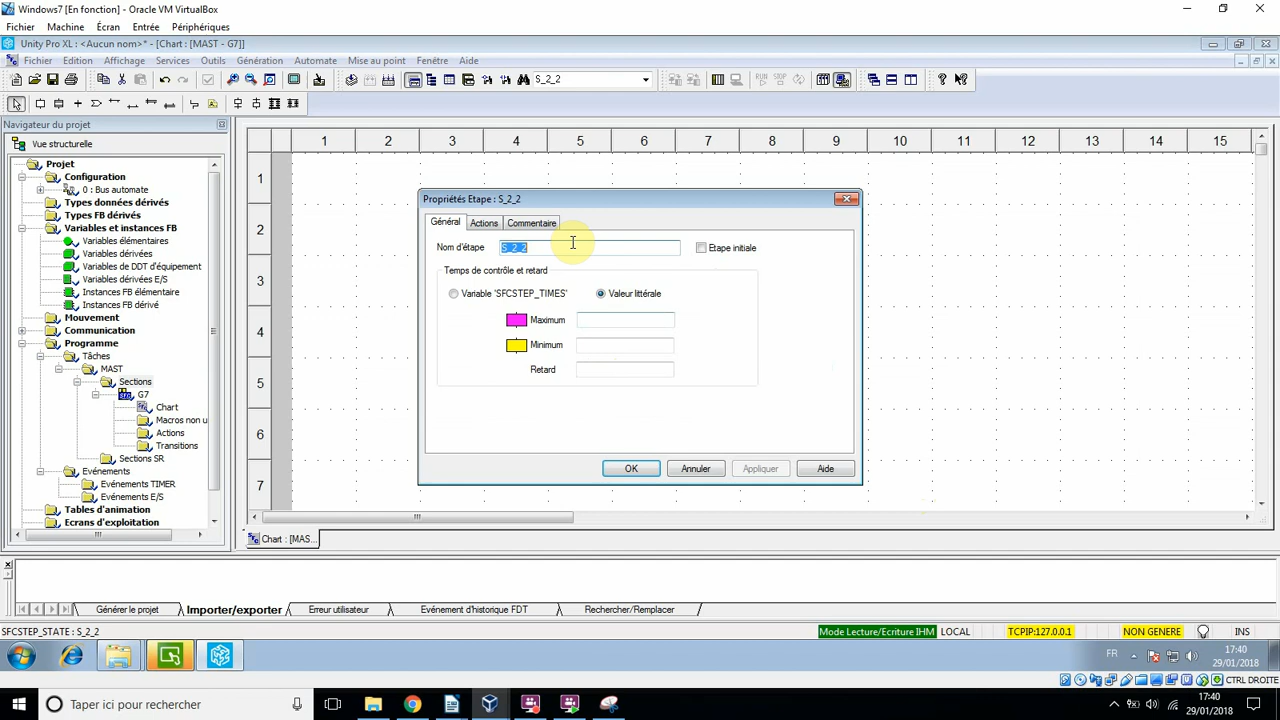 Windows7 [En fonction] - Oracle VM VirtualBox
Fichier Machine Écran Entrée Périphériques
Unity Pro XL : <Aucun nom>* - [Chart : [MAST - G7]]
Fichier Edition Affichage Services Outils Génération Automate Mise au point Fenêtre Aide
S_2_2
RUN STOP
Navigateur du projet
Vue structurelle
Projet
Configuration
0 : Bus automate
Types données dérivés
Types FB dérivés
Variables et instances FB
Variables élémentaires
Variables dérivées
Variables de DDT d'équipement
Variables dérivées E/S
Instances FB élémentaire
Instances FB dérivé
Mouvement
Communication
Programme
Tâches
MAST
Sections
G7
Chart
Macros non u
Actions
Transitions
Sections SR
Evénements
Evénements TIMER
Evénements E/S
Tables d'animation
Ecrans d'exploitation
1 2 3 4 5 6 7 8 9 10 11 12 13 14 15
1
2
3
4
5
6
7
Propriétés Etape : S_2_2
Général Actions Commentaire
Nom d'étape S_2_2 Etape initiale
Temps de contrôle et retard
Variable 'SFCSTEP_TIMES' Valeur littérale
Maximum
Minimum
Retard
OK Annuler Appliquer Aide
Chart : [MAS...
Générer le projet Importer/exporter Erreur utilisateur Evénement d'historique FDT Rechercher/Remplacer
SFCSTEP_STATE : S_2_2 Mode Lecture/Ecriture IHM LOCAL TCPIP:127.0.0.1 NON GENERE INS
FR 17:40
29/01/2018
CTRL DROITE
Taper ici pour rechercher 17:40
29/01/2018